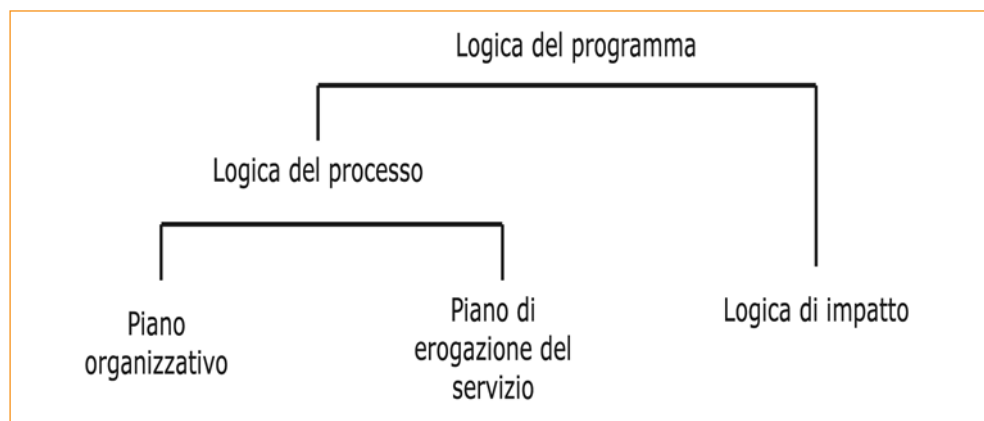 Logica del programma
Logica del processo
Piano
organizzativo
Piano di
erogazione del
servizio
Logica di impatto